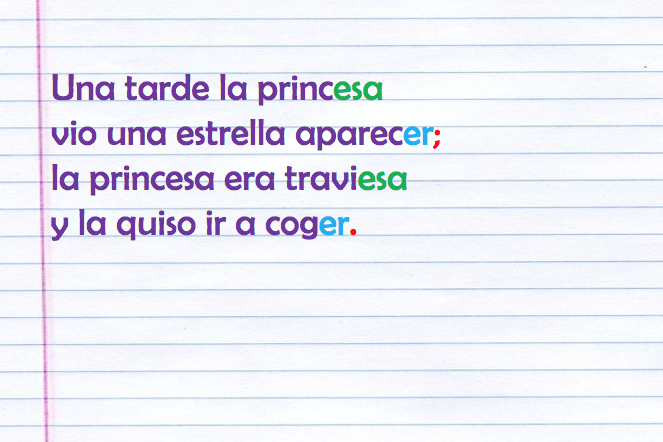 Una tarde la princesa
vio una estrella aparecer;
la princesa era traviesa
y la quiso ir a coger.